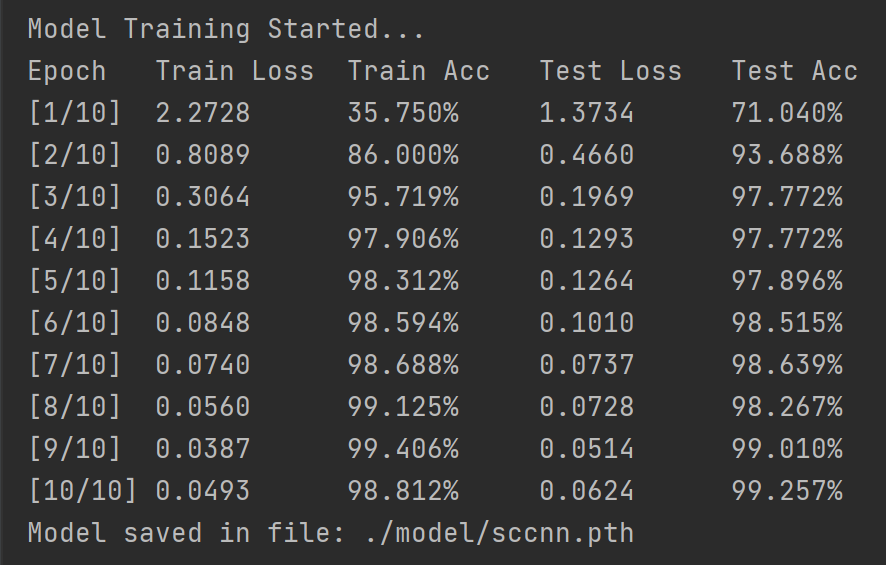 Model Training Started...
Epoch   Train Loss  Train Acc   Test Loss   Test Acc
[1/10]  2.2728      35.750%     1.3734      71.040%
[2/10]  0.8089      86.000%     0.4660      93.688%
[3/10]  0.3064      95.719%     0.1969      97.772%
[4/10]  0.1523      97.906%     0.1293      97.772%
[5/10]  0.1158      98.312%     0.1264      97.896%
[6/10]  0.0848      98.594%     0.1010      98.515%
[7/10]  0.0740      98.688%     0.0737      98.639%
[8/10]  0.0560      99.125%     0.0728      98.267%
[9/10]  0.0387      99.406%     0.0514      99.010%
[10/10] 0.0493      98.812%     0.0624      99.257%
Model saved in file: ./model/sccnn.pth